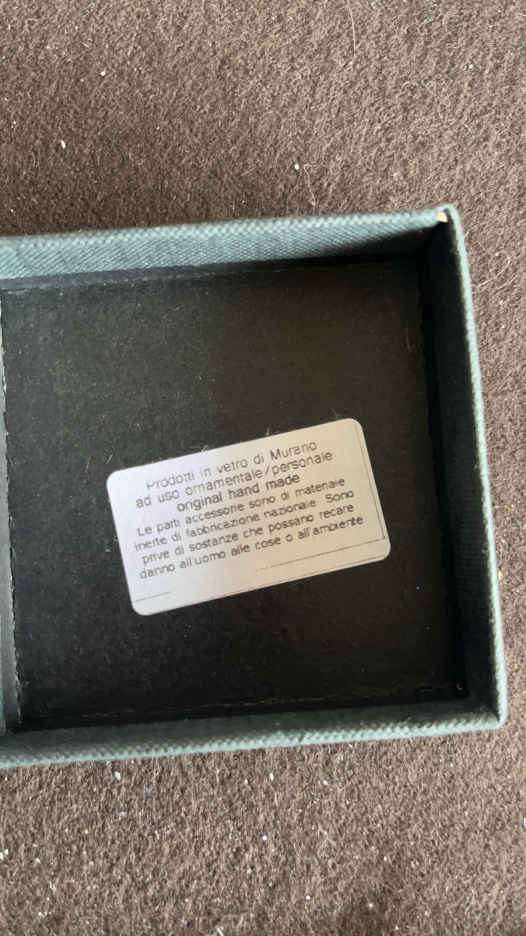 Prodotti in vetro di Murano
ad uso ornamentale/personale
original hand made
Le parti accessorie sono di materiale
inerte di fabbricazione nazionale. Sono
prive di sostanze che possano recare
danno all'uomo alle cose o all'ambiente